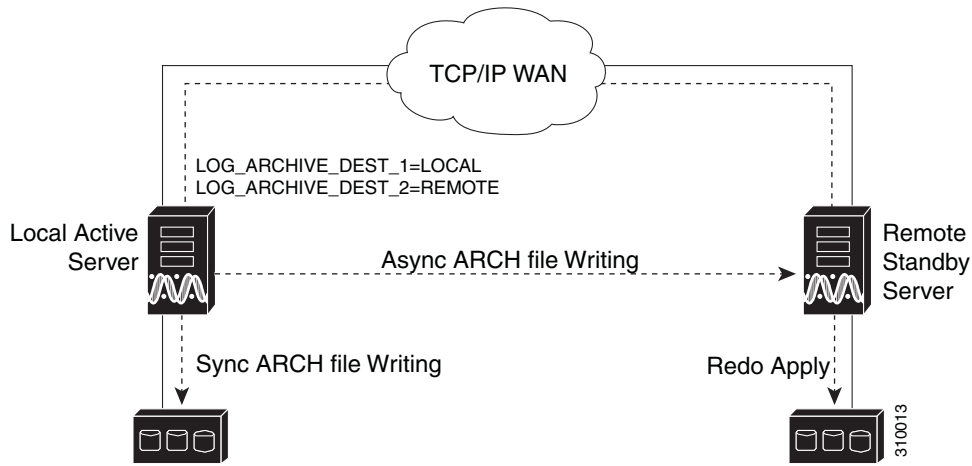 TCP/IP WAN
LOG_ARCHIVE_DEST_1=LOCAL
LOG_ARCHIVE_DEST_2=REMOTE
Local Active
Server
Async ARCH file Writing
Remote
Standby
Server
Sync ARCH file Writing
Redo Apply
310013